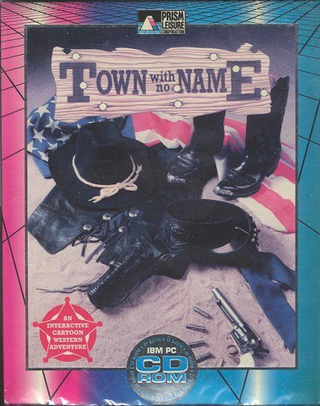 PRISM
LEISURE
CORPORATION
TOWN with no NAME
AN
INTERACTIVE
CARTOON
WESTERN
ADVENTURE
IBM PC
CD
ROM